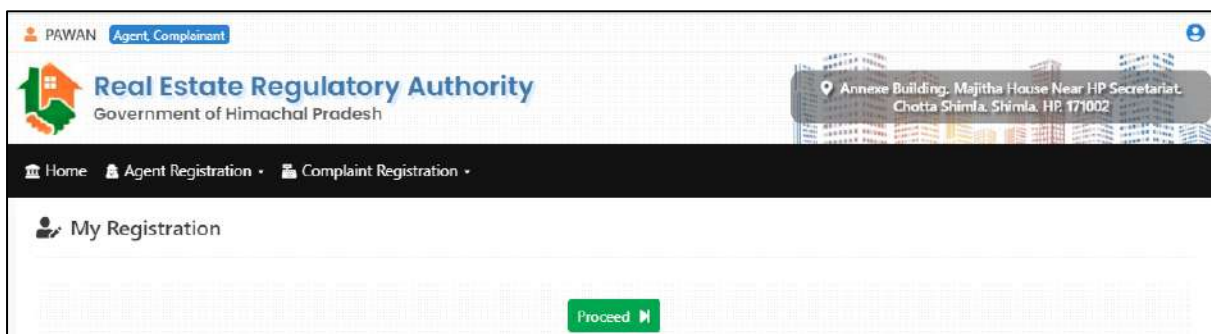 PAWAN Agent, Complainant
Real Estate Regulatory Authority
Government of Himachal Pradesh
Annexe Building, Majitha House Near HP Secretariat,
Chotta Shimla, Shimla, HP, 171002
Home Agent Registration Complaint Registration
My Registration
Proceed